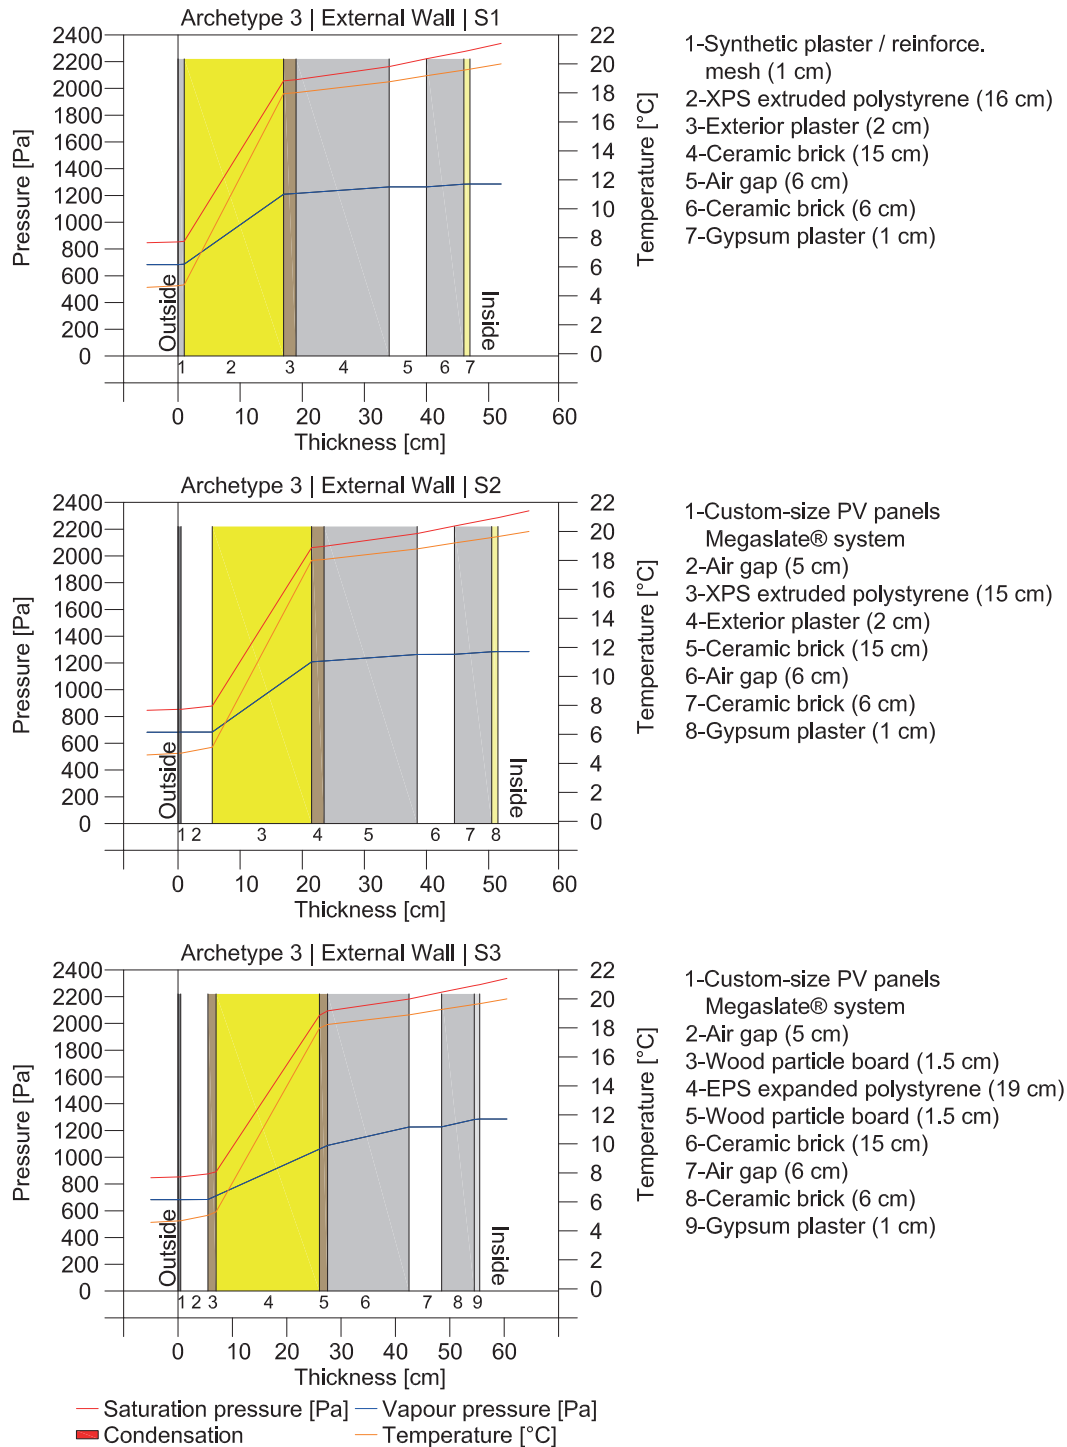 Archetype 3 | External Wall | S1
2400
2200
2000
1800
1600
1400
1200
1000
800
600
400
200
0
Pressure [Pa]
22
20
18
16
14
12
10
8
6
4
2
0
Temperature [°C]
Outside
Inside
1 2 3 4 5 6 7
0 10 20 30 40 50 60
Thickness [cm]
1-Synthetic plaster / reinforce.
mesh (1 cm)
2-XPS extruded polystyrene (16 cm)
3-Exterior plaster (2 cm)
4-Ceramic brick (15 cm)
5-Air gap (6 cm)
6-Ceramic brick (6 cm)
7-Gypsum plaster (1 cm)
Archetype 3 | External Wall | S2
2400
2200
2000
1800
1600
1400
1200
1000
800
600
400
200
0
Pressure [Pa]
22
20
18
16
14
12
10
8
6
4
2
0
Temperature [°C]
Outside
Inside
1 2 3 4 5 6 7 8
0 10 20 30 40 50 60
Thickness [cm]
1-Custom-size PV panels
Megaslate® system
2-Air gap (5 cm)
3-XPS extruded polystyrene (15 cm)
4-Exterior plaster (2 cm)
5-Ceramic brick (15 cm)
6-Air gap (6 cm)
7-Ceramic brick (6 cm)
8-Gypsum plaster (1 cm)
Archetype 3 | External Wall | S3
2400
2200
2000
1800
1600
1400
1200
1000
800
600
400
200
0
Pressure [Pa]
22
20
18
16
14
12
10
8
6
4
2
0
Temperature [°C]
Outside
Inside
1 2 3 4 5 6 7 8 9
0 10 20 30 40 50 60
Thickness [cm]
1-Custom-size PV panels
Megaslate® system
2-Air gap (5 cm)
3-Wood particle board (1.5 cm)
4-EPS expanded polystyrene (19 cm)
5-Wood particle board (1.5 cm)
6-Ceramic brick (15 cm)
7-Air gap (6 cm)
8-Ceramic brick (6 cm)
9-Gypsum plaster (1 cm)
Saturation pressure [Pa] Vapour pressure [Pa]
Condensation Temperature [°C]